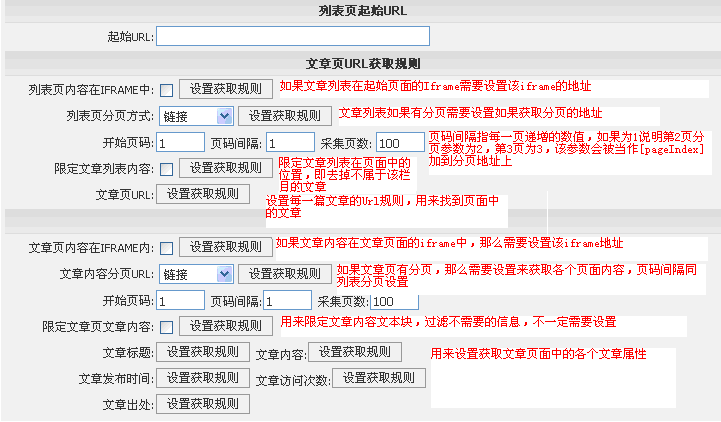 列表页起始URL
起始URL:
文章页URL获取规则
列表页内容在IFRAME中: 设置获取规则 如果文章列表在起始页面的Iframe需要设置该iframe的地址
列表页分页方式: 链接 设置获取规则 文章列表如果有分页需要设置如果获取分页的地址
开始页码: 1 页码间隔: 1 采集页数: 100 页码间隔指每一页递增的数值，如果为1说明第2页分
页参数为2，第3页为3，该参数会被当作[pageIndex]
加到分页地址上
限定文章列表内容: 设置获取规则 限定文章列表在页面中的
位置，即去掉不属于该栏
目的文章
文章页URL: 设置获取规则
设置每一篇文章的Url规则，用来找到页面中
的文章
文章页内容在IFRAME内: 设置获取规则 如果文章内容在文章页面的iframe中，那么需要设置该iframe地址
文章内容分页URL: 链接 设置获取规则 如果文章页有分页，那么需要设置来获取各个页面内容，页码间隔同
列表分页设置
开始页码: 1 页码间隔: 1 采集页数: 100
限定文章页文章内容: 设置获取规则 用来限定文章内容文本块，过滤不需要的信息，不一定需要设置
文章标题: 设置获取规则 文章内容: 设置获取规则 用来设置获取文章页面中的各个文章属性
文章发布时间: 设置获取规则 文章访问次数: 设置获取规则
文章出处: 设置获取规则